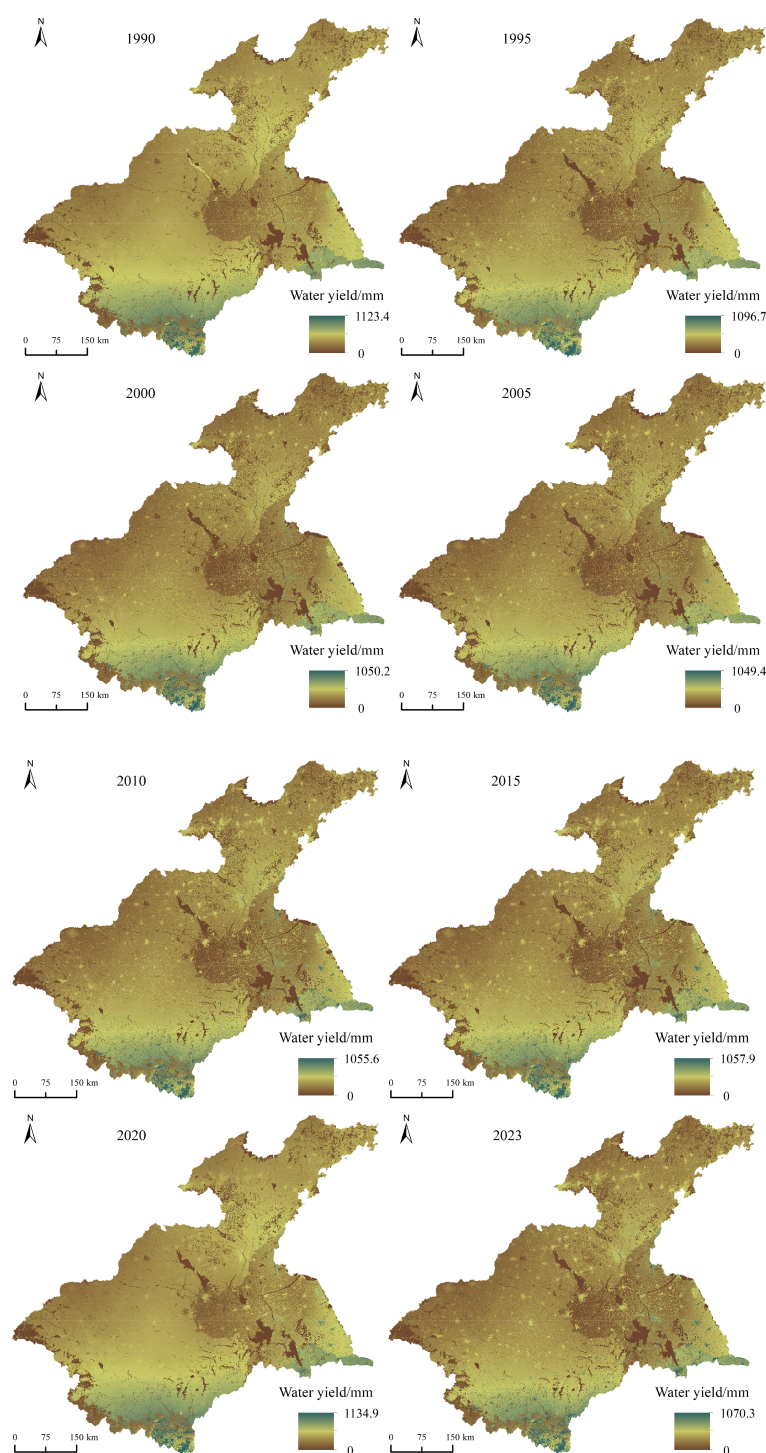 N
1990
Water yield/mm
1123.4
0
0 75 150 km
N
1995
Water yield/mm
1096.7
0
0 75 150 km
N
2000
Water yield/mm
1050.2
0
0 75 150 km
N
2005
Water yield/mm
1049.4
0
0 75 150 km
N
2010
Water yield/mm
1055.6
0
0 75 150 km
N
2015
Water yield/mm
1057.9
0
0 75 150 km
N
2020
Water yield/mm
1134.9
0
0 75 150 km
N
2023
Water yield/mm
1070.3
0
0 75 150 km